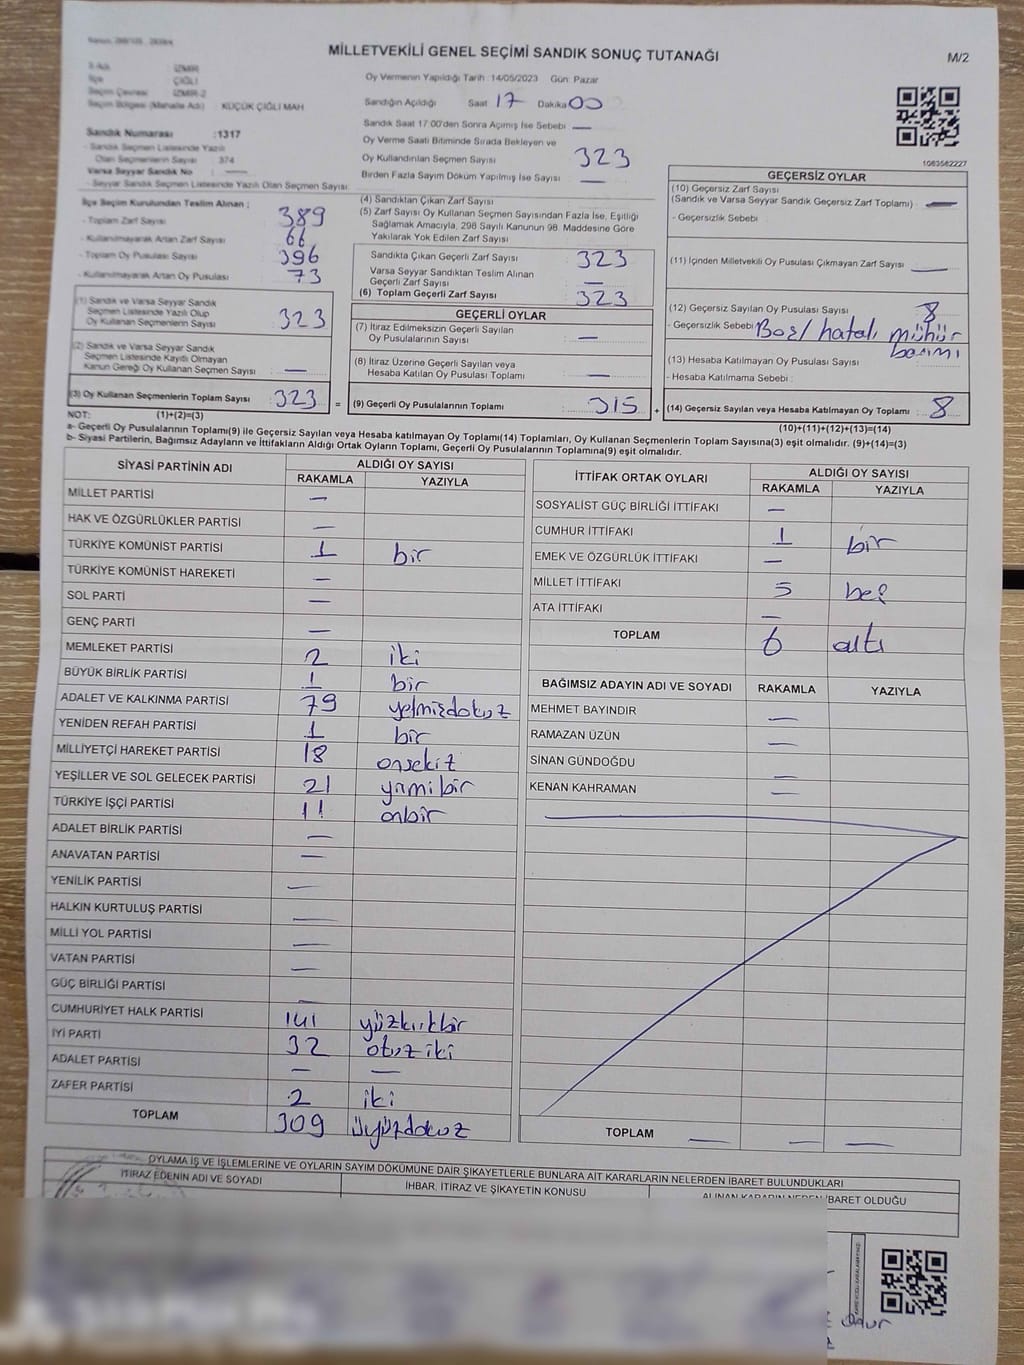 MİLLETVEKİLİ GENEL SEÇİMİ SANDIK SONUÇ TUTANAĞI
M/2
İZMİR
ÇİĞLİ
İZMİR-2
Seçim Bölgesi (Mahalle Adı) : KÜÇÜK ÇİĞLİ MAH
Oy Vermenin Yapıldığı Tarih : 14/05/2023 Gün: Pazar
Sandığın Açıldığı Saat 17 Dakika 00
Sandık Saat 17:00'den Sonra Açımış İse Sebebi —
Oy Verme Saati Bitiminde Sırada Bekleyen ve
Oy Kullandırılan Seçmen Sayısı 323
Birden Fazla Sayım Döküm Yapılmış İse Sayısı —
1083582227
Sandık Numarası :1317
- Sandık Seçmen Listesinde Yazılı
Olan Seçmenlerin Sayısı : 374
Varsa Seyyar Sandık No
- Seyyar Sandık Seçmen Listesinde Yazılı Olan Seçmen Sayısı
İlçe Seçim Kurulundan Teslim Alınan ;
- Toplam Zarf Sayısı : 389
- Kullanılmayarak Artan Zarf Sayısı : 66
- Toplam Oy Pusulası Sayısı : 396
- Kullanılmayarak Artan Oy Pusulası : 73
(1) Sandık ve Varsa Seyyar Sandık
Seçmen Listesinde Yazılı Olup
Oy Kullanan Seçmenlerin Sayısı : 323
(2) Sandık ve Varsa Seyyar Sandık
Seçmen Listesinde Kayıtlı Olmayan
Kanun Gereği Oy Kullanan Seçmen Sayısı : —
(3) Oy Kullanan Seçmenlerin Toplam Sayısı : 323 =
(4) Sandıktan Çıkan Zarf Sayısı
(5) Zarf Sayısı Oy Kullanan Seçmen Sayısından Fazla İse, Eşitliği
Sağlamak Amacıyla, 298 Sayılı Kanunun 98. Maddesine Göre
Yakılarak Yok Edilen Zarf Sayısı
Sandıkta Çıkan Geçerli Zarf Sayısı 323
Varsa Seyyar Sandıktan Teslim Alınan
Geçerli Zarf Sayısı —
(6) Toplam Geçerli Zarf Sayısı 323
GEÇERLİ OYLAR
(7) İtiraz Edilmeksizin Geçerli Sayılan
Oy Pusulalarının Sayısı : —
(8) İtiraz Üzerine Geçerli Sayılan veya
Hesaba Katılan Oy Pusulası Toplamı —
(9) Geçerli Oy Pusulalarının Toplamı : 315 +
GEÇERSİZ OYLAR
(10) Geçersiz Zarf Sayısı
(Sandık ve Varsa Seyyar Sandık Geçersiz Zarf Toplamı) : —
- Geçersizlik Sebebi :
(11) İçinden Milletvekili Oy Pusulası Çıkmayan Zarf Sayısı : —
(12) Geçersiz Sayılan Oy Pusulası Sayısı : 8
- Geçersizlik Sebebi Boş/ hatalı mühür
basımı
(13) Hesaba Katılmayan Oy Pusulası Sayısı
- Hesaba Katılmama Sebebi :
(14) Geçersiz Sayılan veya Hesaba Katılmayan Oy Toplamı : 8
NOT: (1)+(2)=(3)
(10)+(11)+(12)+(13)=(14)
a- Geçerli Oy Pusulalarının Toplamı(9) ile Geçersiz Sayılan veya Hesaba katılmayan Oy Toplamı(14) Toplamları, Oy Kullanan Seçmenlerin Toplam Sayısına(3) eşit olmalıdır. (9)+(14)=(3)
b- Siyasi Partilerin, Bağımsız Adayların ve İttifakların Aldığı Ortak Oyların Toplamı, Geçerli Oy Pusulalarının Toplamına(9) eşit olmalıdır.
SİYASİ PARTİNİN ADI ALDIĞI OY SAYISI
RAKAMLA YAZIYLA
MİLLET PARTİSİ —
HAK VE ÖZGÜRLÜKLER PARTİSİ —
TÜRKİYE KOMÜNİST PARTİSİ 1 bir
TÜRKİYE KOMÜNİST HAREKETİ —
SOL PARTİ —
GENÇ PARTİ —
MEMLEKET PARTİSİ 2 iki
BÜYÜK BİRLİK PARTİSİ 1 bir
ADALET VE KALKINMA PARTİSİ 79 yetmişdokuz
YENİDEN REFAH PARTİSİ 1 bir
MİLLİYETÇİ HAREKET PARTİSİ 18 onsekiz
YEŞİLLER VE SOL GELECEK PARTİSİ 21 yirmi bir
TÜRKİYE İŞÇİ PARTİSİ 11 onbir
ADALET BİRLİK PARTİSİ —
ANAVATAN PARTİSİ —
YENİLİK PARTİSİ —
HALKIN KURTULUŞ PARTİSİ —
MİLLİ YOL PARTİSİ —
VATAN PARTİSİ —
GÜÇ BİRLİĞİ PARTİSİ —
CUMHURİYET HALK PARTİSİ 141 yüzkırkbir
İYİ PARTİ 32 otuz iki
ADALET PARTİSİ — —
ZAFER PARTİSİ 2 iki
TOPLAM 309 üçyüzdokuz
İTTİFAK ORTAK OYLARI ALDIĞI OY SAYISI
RAKAMLA YAZIYLA
SOSYALİST GÜÇ BİRLİĞİ İTTİFAKI —
CUMHUR İTTİFAKI 1 bir
EMEK VE ÖZGÜRLÜK İTTİFAKI —
MİLLET İTTİFAKI 5 beş
ATA İTTİFAKI —
TOPLAM 6 altı
BAĞIMSIZ ADAYIN ADI VE SOYADI RAKAMLA YAZIYLA
MEHMET BAYINDIR —
RAMAZAN ÜZÜN —
SİNAN GÜNDOĞDU —
KENAN KAHRAMAN —
TOPLAM — — —
OYLAMA İŞ VE İŞLEMLERİNE VE OYLARIN SAYIM DÖKÜMÜNE DAİR ŞİKAYETLERLE BUNLARA AİT KARARLARIN NELERDEN İBARET BULUNDUKLARI
İTİRAZ EDENİN ADI VE SOYADI İHBAR, İTİRAZ VE ŞİKAYETİN KONUSU ALINAN KARARIN NEDEN İBARET OLDUĞU